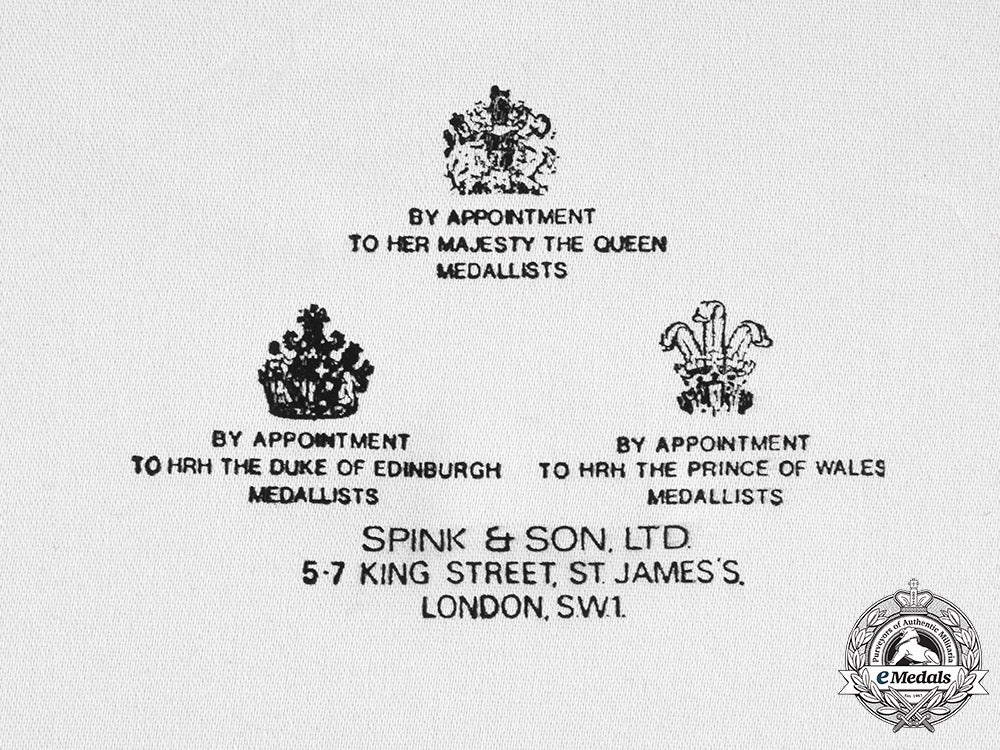 BY APPOINTMENT
TO HER MAJESTY THE QUEEN
MEDALLISTS
BY APPOINTMENT
TO HRH THE DUKE OF EDINBURGH
MEDALLISTS
BY APPOINTMENT
TO HRH THE PRINCE OF WALES
MEDALLISTS
SPINK & SON, LTD.
5-7 KING STREET, ST. JAMES'S,
LONDON, S.W.1.
Purveyors of Authentic Militaria
eMedals